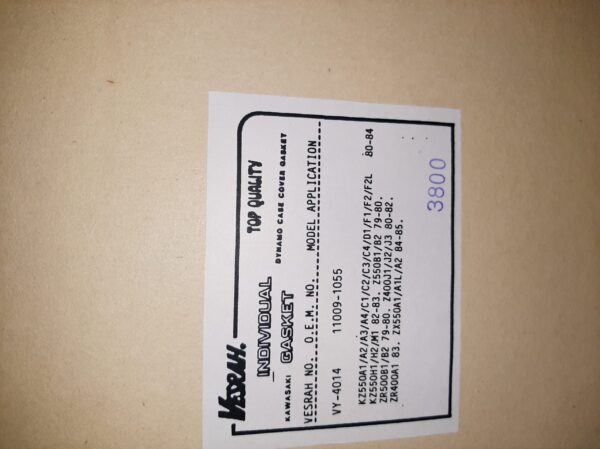 VESRAH.
INDIVIDUAL TOP QUALITY
KAWASAKI GASKET DYNAMO CASE COVER GASKET
VESRAH NO. O.E.M. NO. MODEL APPLICATION
VY-4014 11009-1055
KZ550A1/A2/A3/A4/C1/C2/C3/C4/D1/F1/F2/F2L 80-84
KZ550H1/H2/M1 82-83. Z550B1/B2 79-80.
ZR500B1/B2 79-80. Z400J1/J2/J3 80-82.
ZR400A1 83. ZX550A1/A1L/A2 84-85.
3800